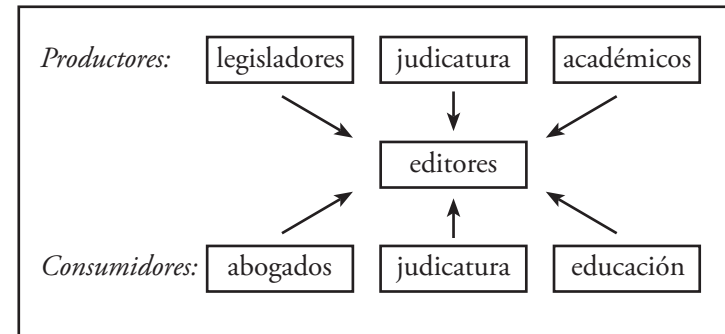 Productores: legisladores judicatura académicos
editores
Consumidores: abogados judicatura educación